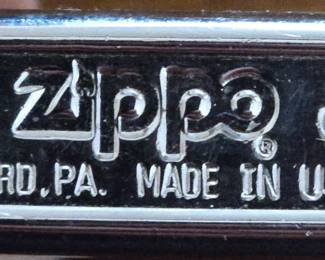 Zippo ®
RD, PA. MADE IN U